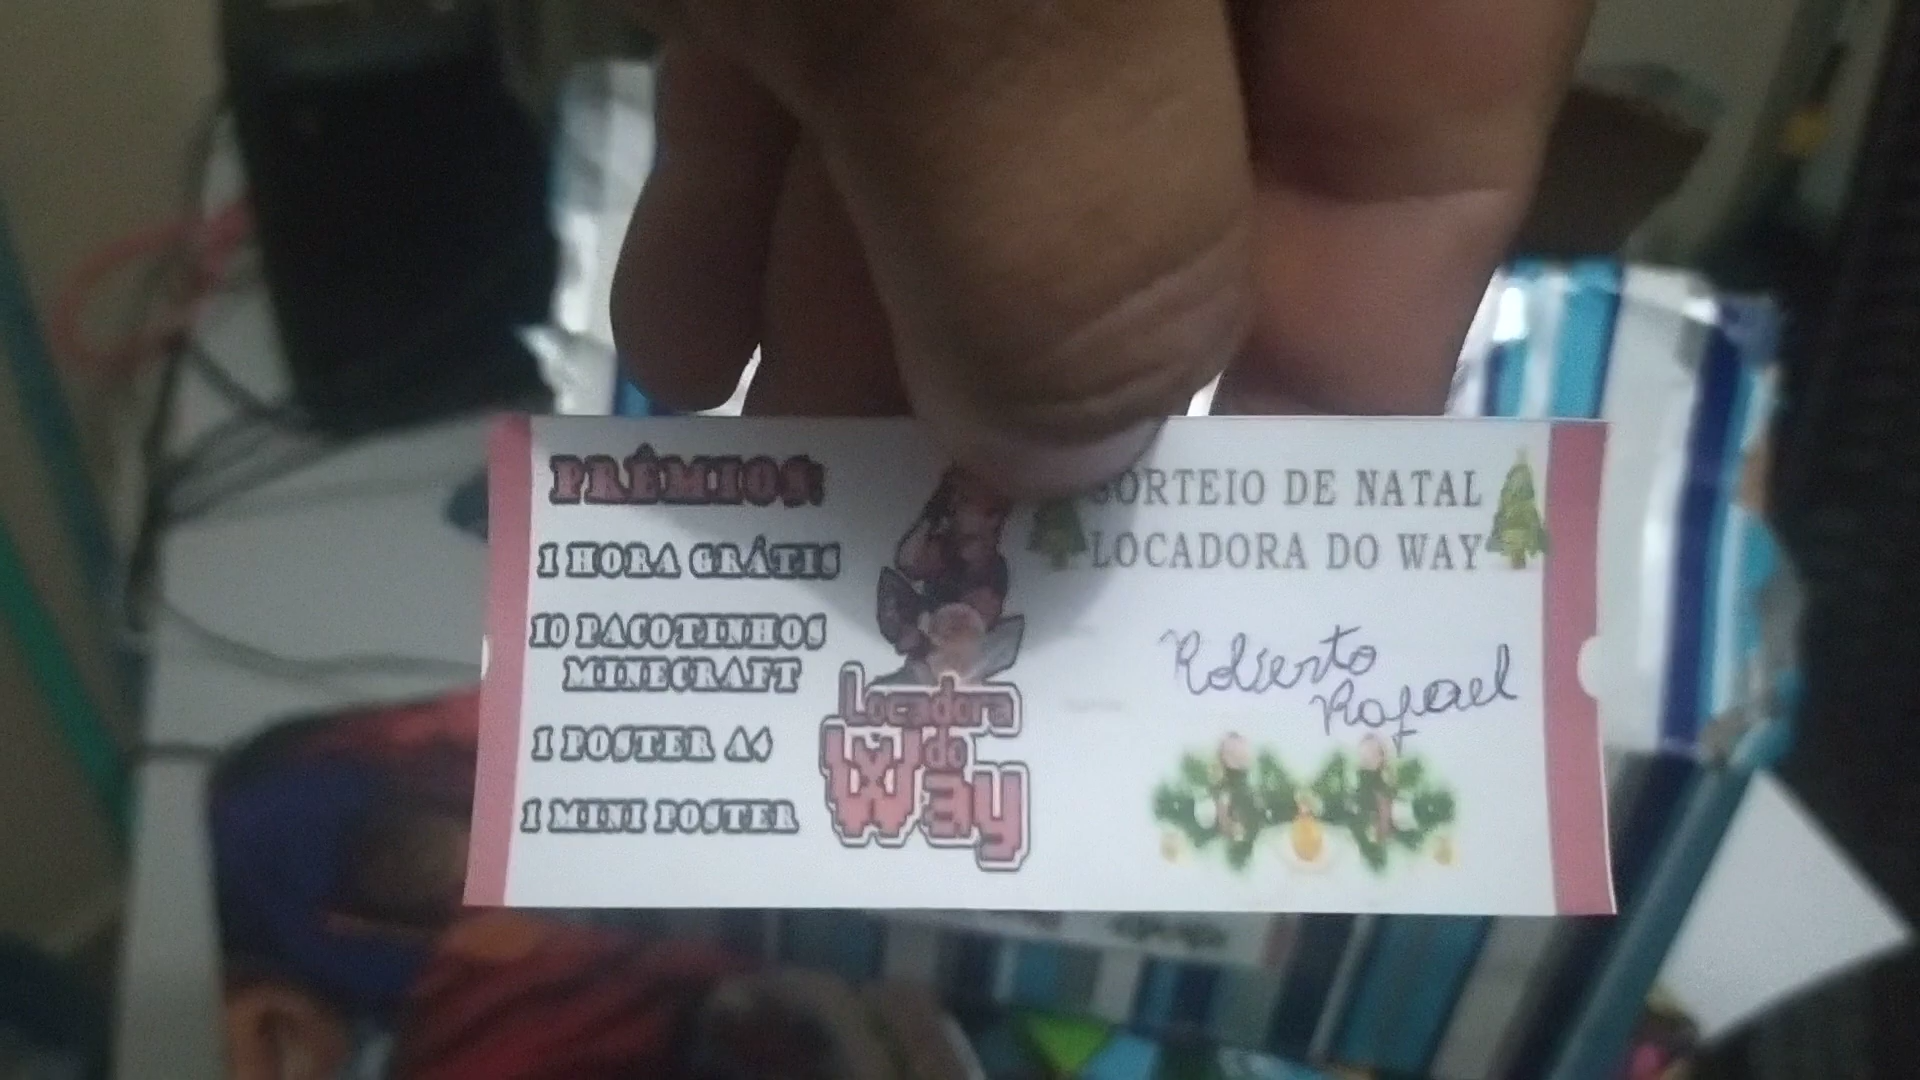 PRÊMIOS:
1 HORA GRÁTIS
10 PACOTINHOS
MINECRAFT
1 POSTER A4
1 MINI POSTER
Locadora
do
Way
SORTEIO DE NATAL
LOCADORA DO WAY
Roberto
Rafael